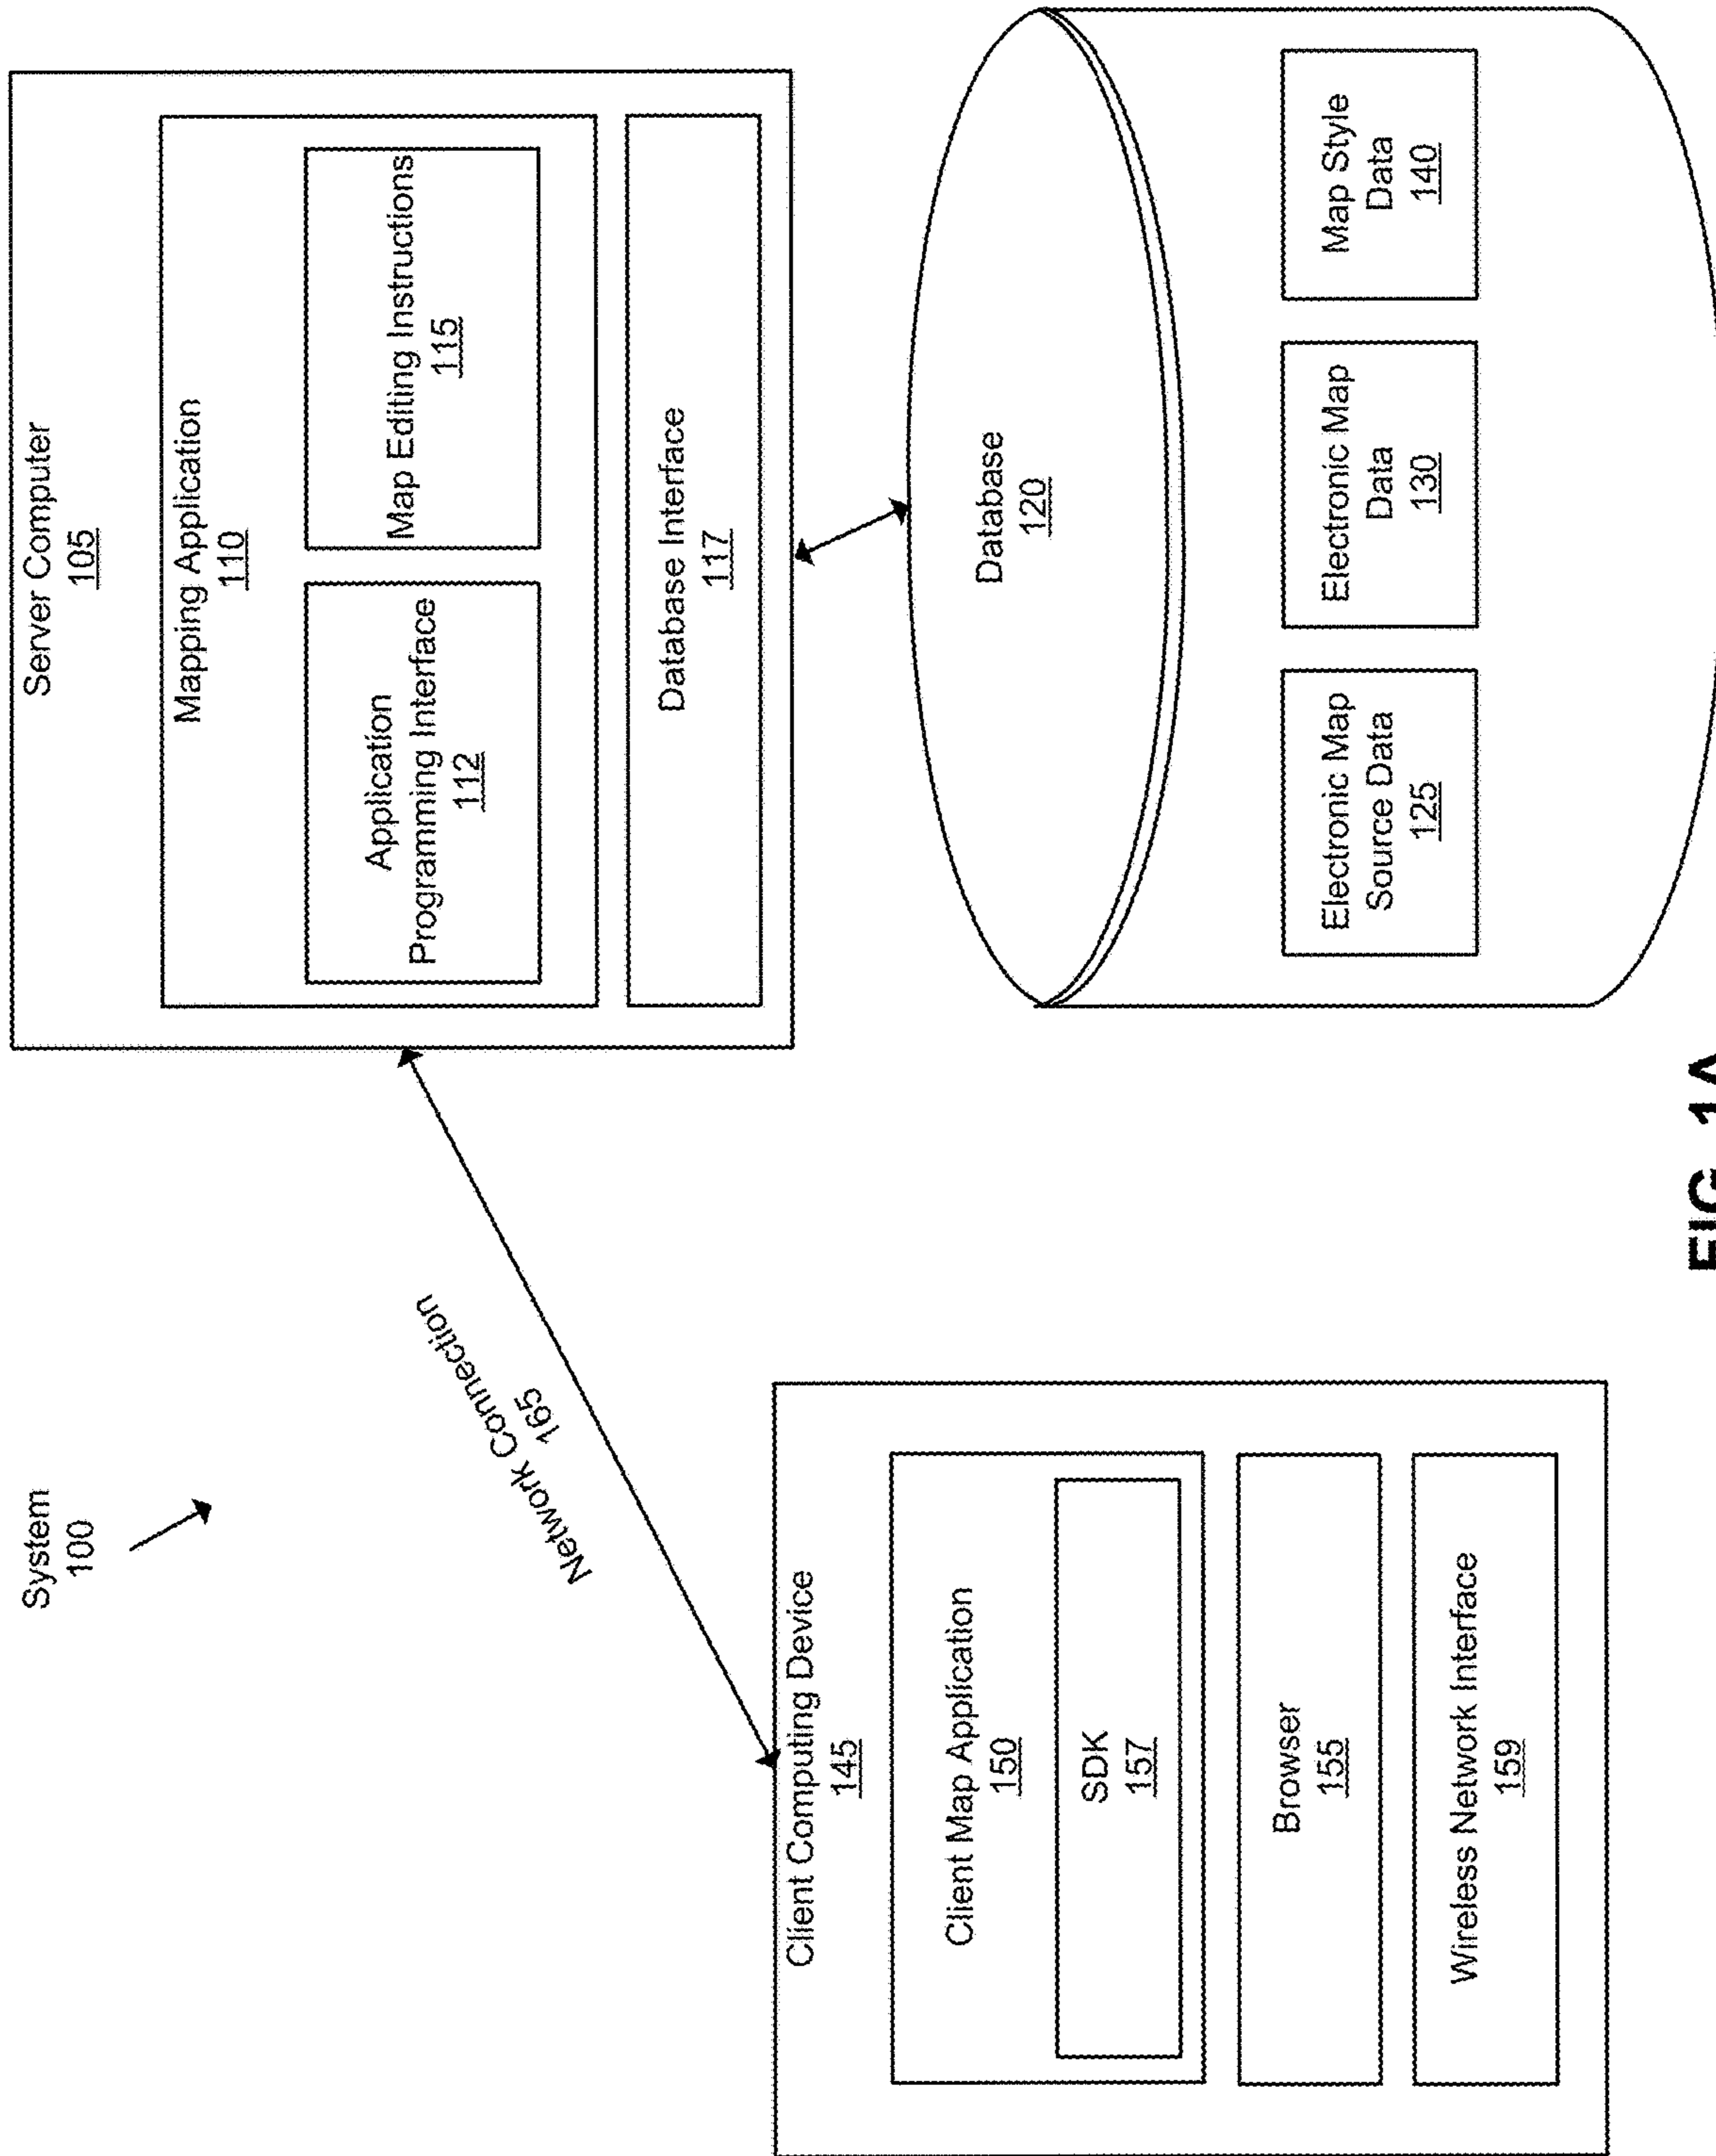 System
100
Server Computer
105
Mapping Application
110
Application
Programming Interface
112
Map Editing Instructions
115
Database Interface
117
Network Connection
165
Client Computing Device
145
Client Map Application
150
SDK
157
Browser
155
Wireless Network Interface
159
Database
120
Electronic Map
Source Data
125
Electronic Map
Data
130
Map Style
Data
140
FIG. 1A